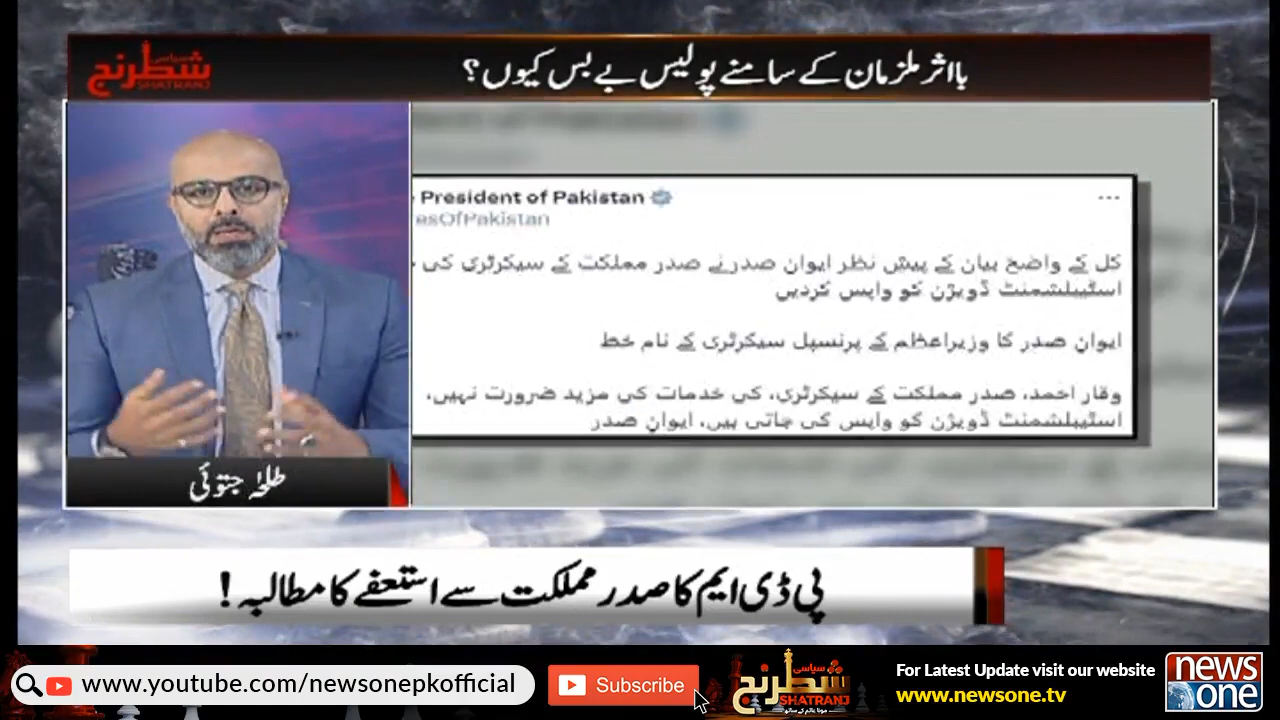 سیاسی
شطرنج
SHATRANJ
بااثر ملزمان کے سامنے پولیس بے بس کیوں؟
President of Pakistan
esOfPakistan
کل کے واضح بیان کے پیش نظر ایوان صدر نے صدر مملکت کے سیکرٹری کی
اسٹیبلشمنٹ ڈویژن کو واپس کردیں
ایوان صدر کا وزیراعظم کے پرنسپل سیکرٹری کے نام خط
وقار احمد، صدر مملکت کے سیکرٹری، کی خدمات کی مزید ضرورت نہیں،
اسٹیبلشمنٹ ڈویژن کو واپس کی جاتی ہیں، ایوانِ صدر
طلحٰہ جتوئی
پی ڈی ایم کا صدر مملکت سے استعفے کا مطالبہ!
www.youtube.com/newsonepkofficial
Subscribe
سیاسی
شطرنج
SHATRANJ
For Latest Update visit our website
www.newsone.tv
news
one